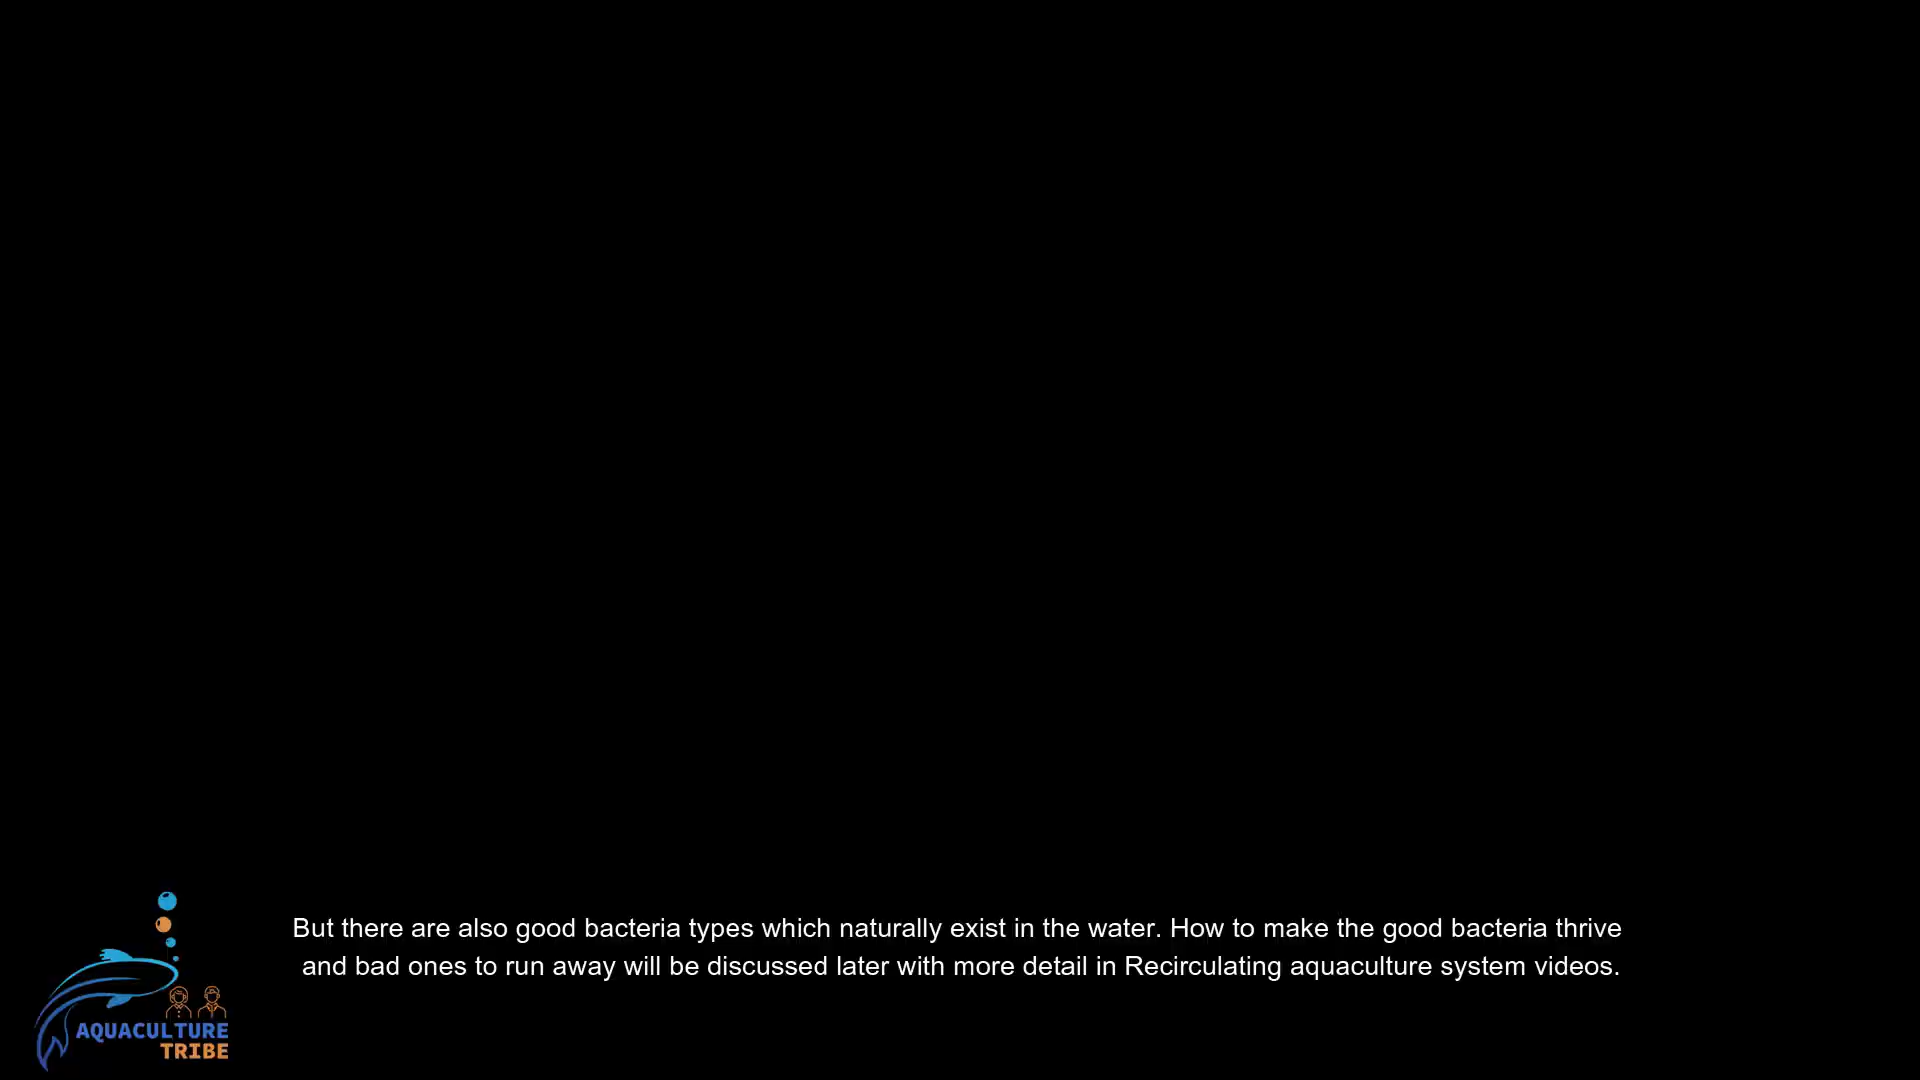 But there are also good bacteria types which naturally exist in the water. How to make the good bacteria thrive
and bad ones to run away will be discussed later with more detail in Recirculating aquaculture system videos.
AQUACULTURE
TRIBE